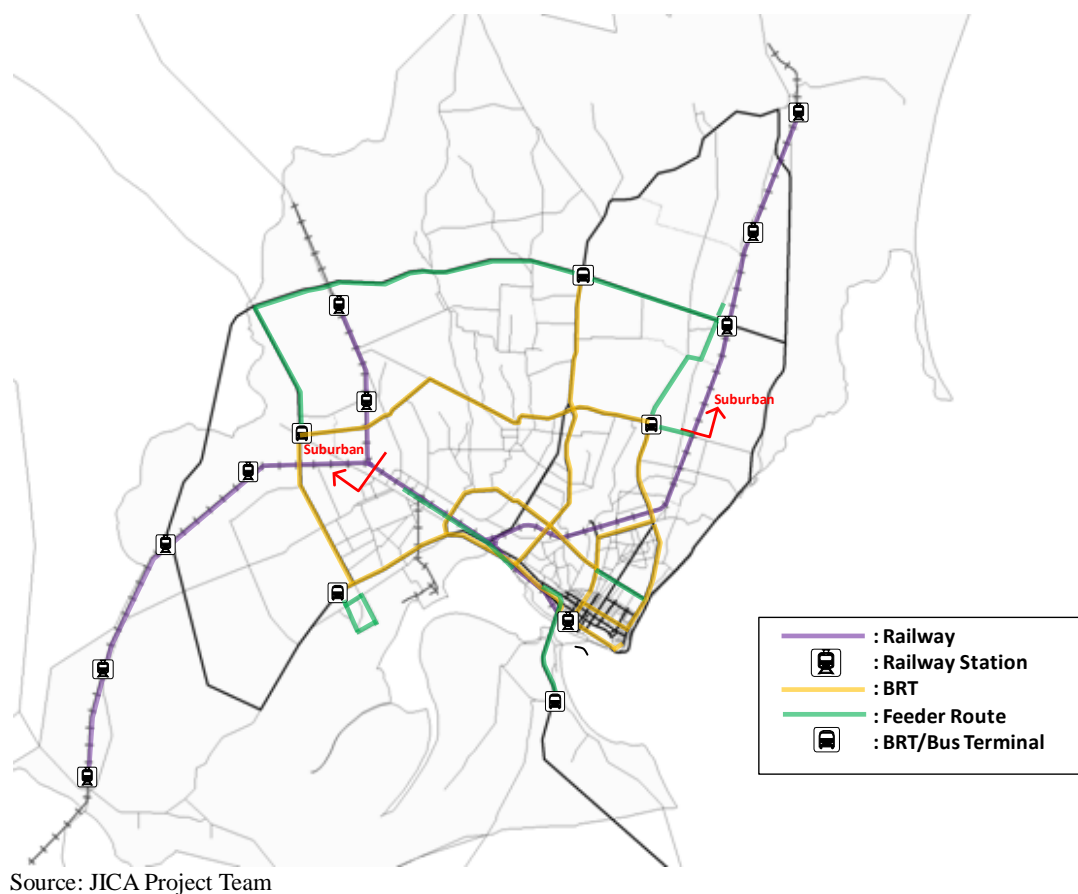 Suburban
Suburban
: Railway
: Railway Station
: BRT
: Feeder Route
: BRT/Bus Terminal
Source: JICA Project Team